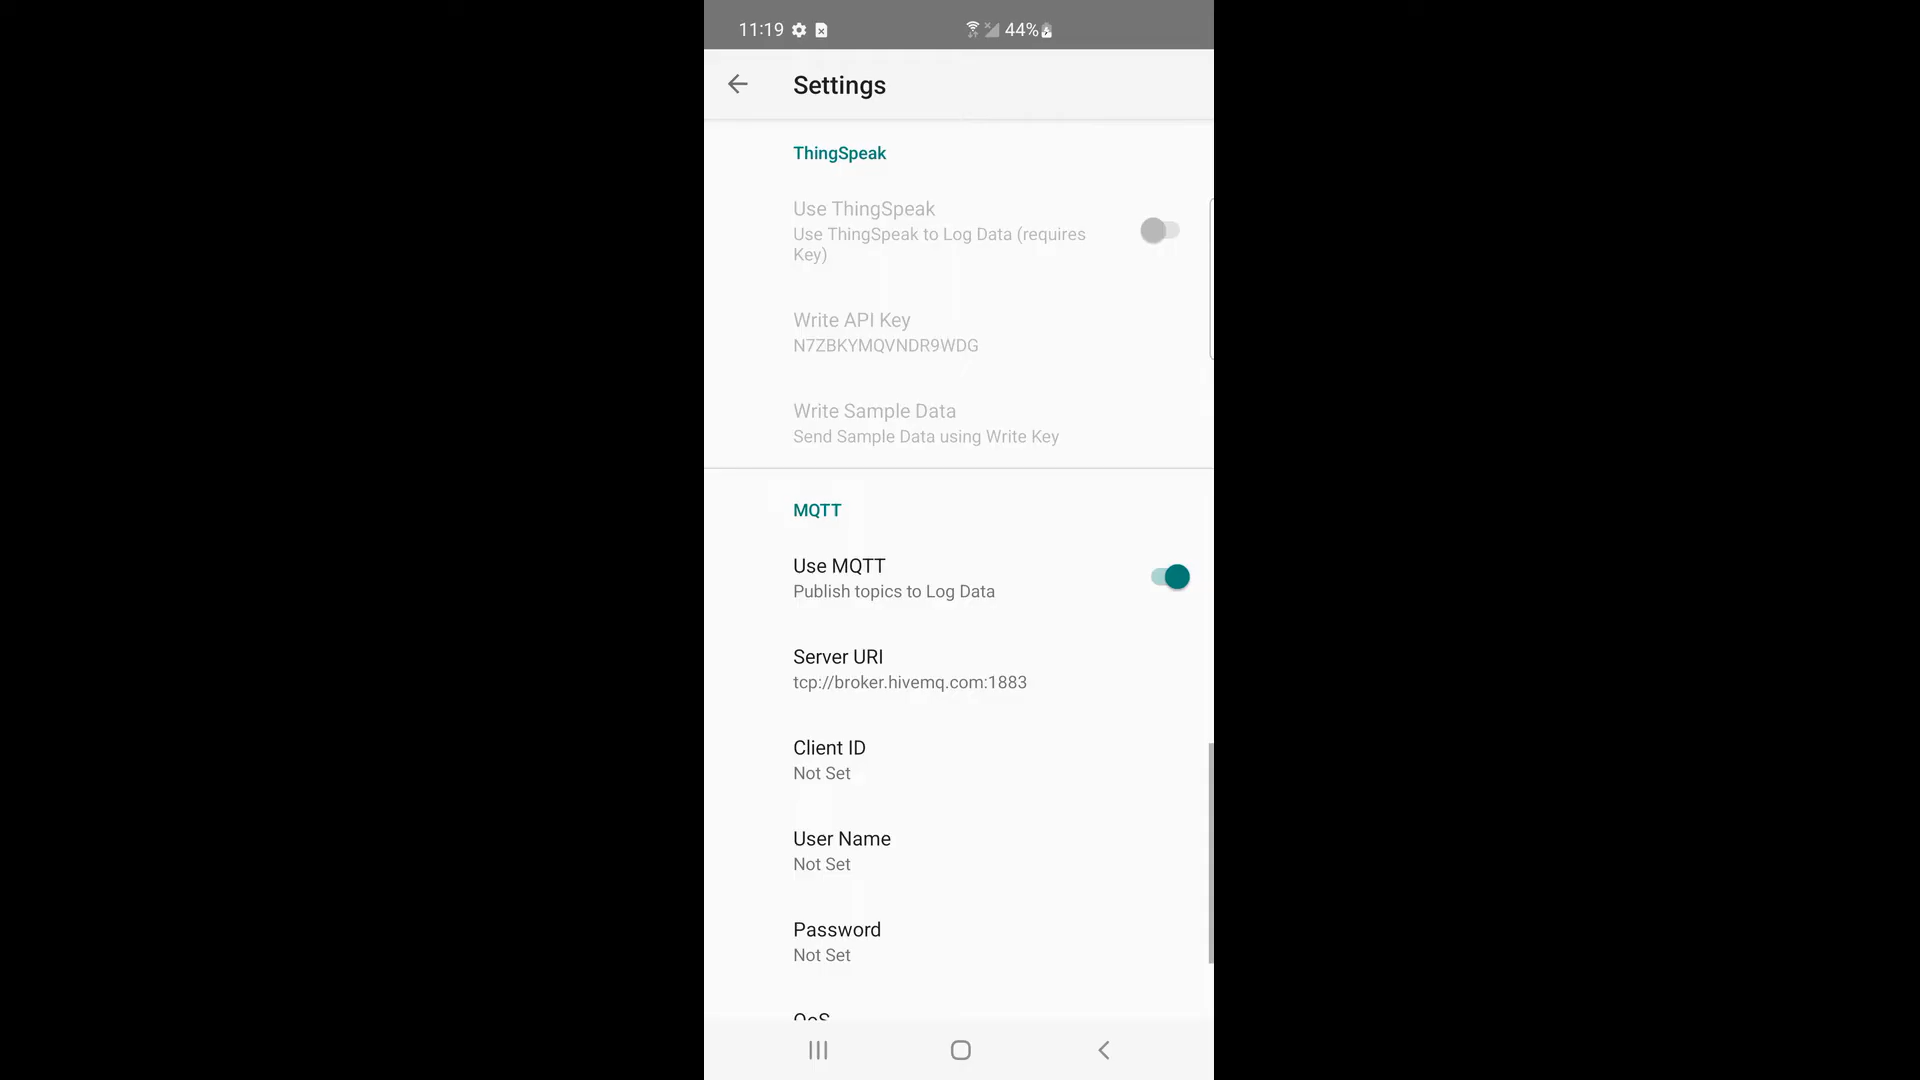 11:19 44%
Settings
ThingSpeak
Use ThingSpeak
Use ThingSpeak to Log Data (requires
Key)
Write API Key
N7ZBKYMQVNDR9WDG
Write Sample Data
Send Sample Data using Write Key
MQTT
Use MQTT
Publish topics to Log Data
Server URI
tcp://broker.hivemq.com:1883
Client ID
Not Set
User Name
Not Set
Password
Not Set
QoS